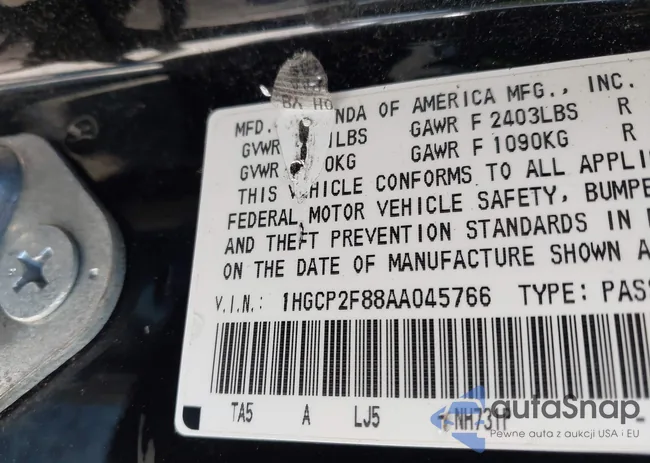 MFD. BY HONDA OF AMERICA MFG., INC.
GVWR LBS GAWR F 2403LBS R
GVWR 0KG GAWR F 1090KG R
THIS VEHICLE CONFORMS TO ALL APPLI
FEDERAL MOTOR VEHICLE SAFETY, BUMPE
AND THEFT PREVENTION STANDARDS IN
ON THE DATE OF MANUFACTURE SHOWN A
V.I.N: 1HGCP2F88AA045766 TYPE: PAS
TA5 A LJ5 NH731P
autoSnap
Pewne auta z aukcji USA i EU